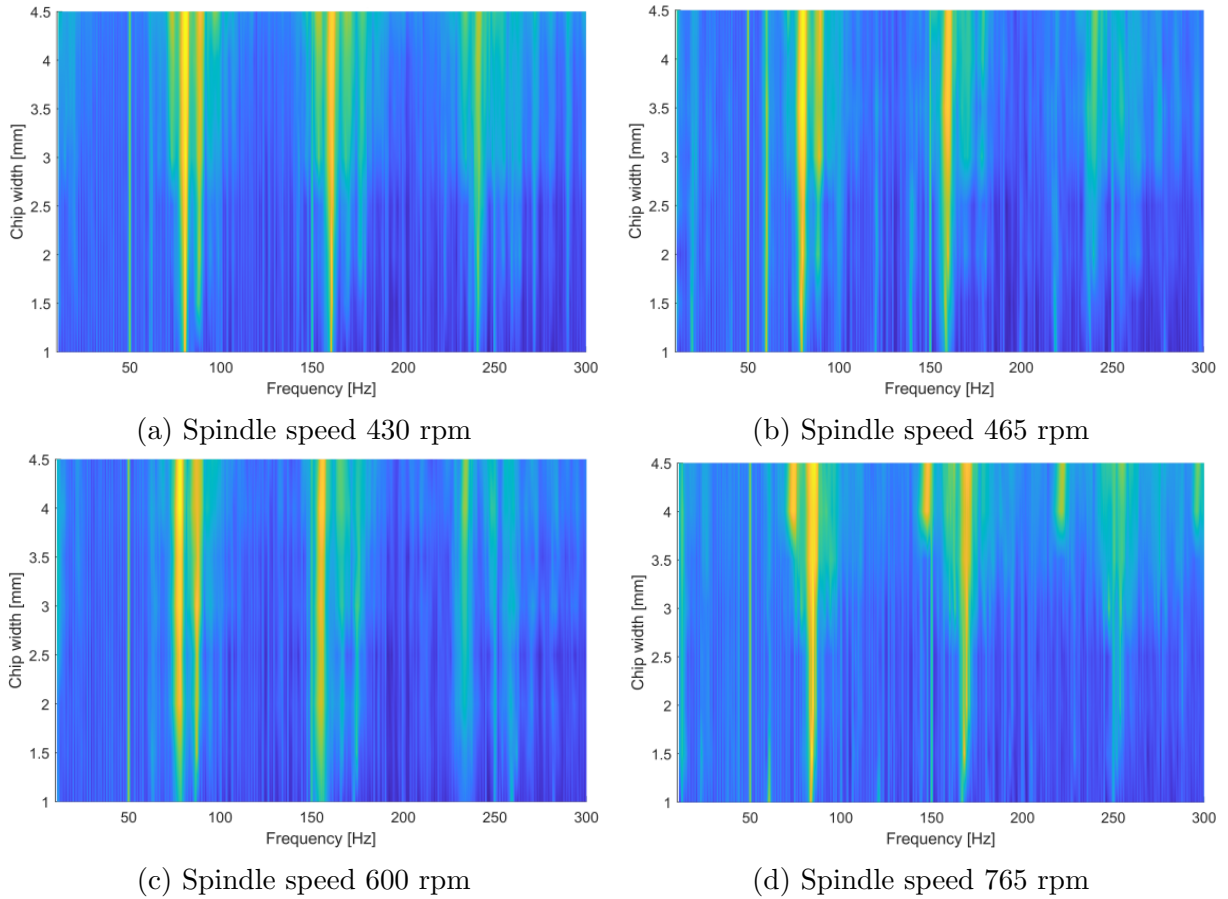 4.5
4
3.5
3
2.5
2
1.5
1
Chip width [mm]
50 100 150 200 250 300
Frequency [Hz]
(a) Spindle speed 430 rpm
4.5
4
3.5
3
2.5
2
1.5
1
Chip width [mm]
50 100 150 200 250 300
Frequency [Hz]
(b) Spindle speed 465 rpm
4.5
4
3.5
3
2.5
2
1.5
1
Chip width [mm]
50 100 150 200 250 300
Frequency [Hz]
(c) Spindle speed 600 rpm
4.5
4
3.5
3
2.5
2
1.5
1
Chip width [mm]
50 100 150 200 250 300
Frequency [Hz]
(d) Spindle speed 765 rpm